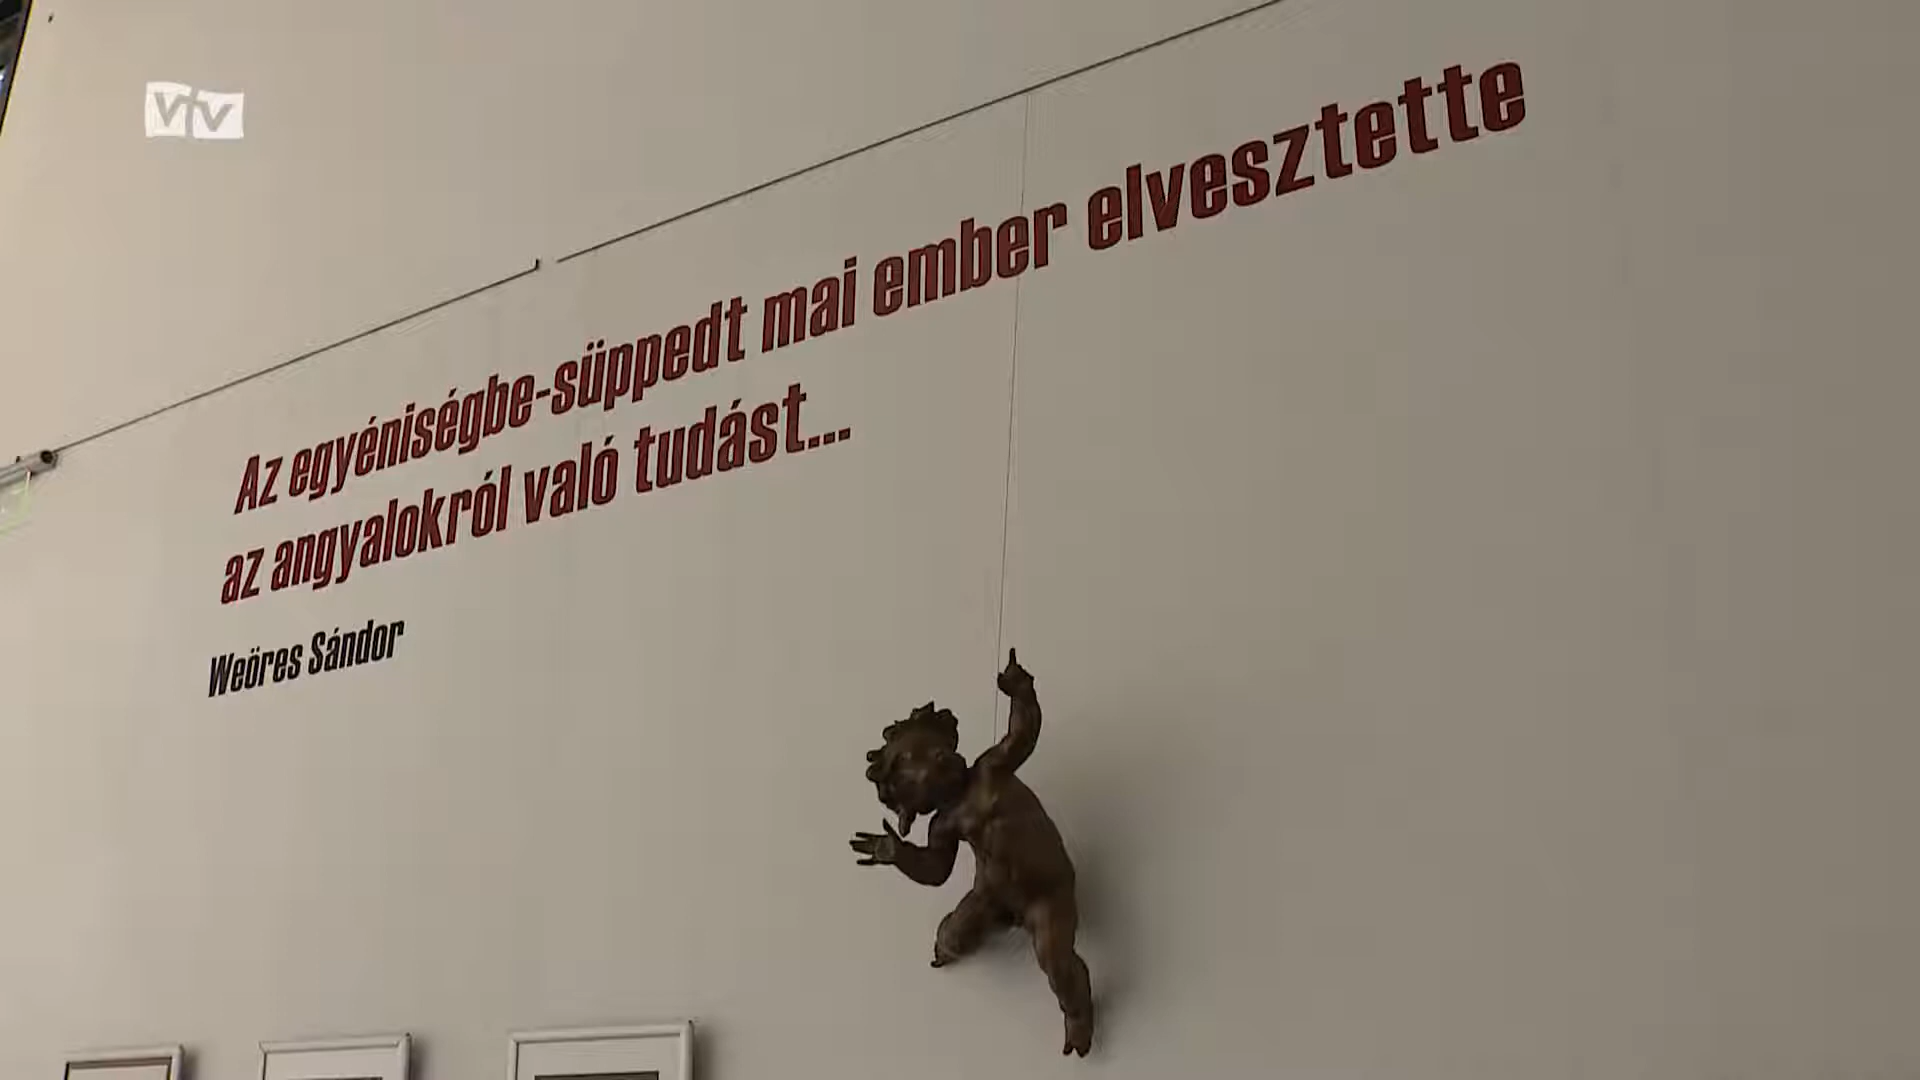 vtv
Az egyéniségbe-süppedt mai ember elvesztette
az angyalokról való tudást...
Weöres Sándor